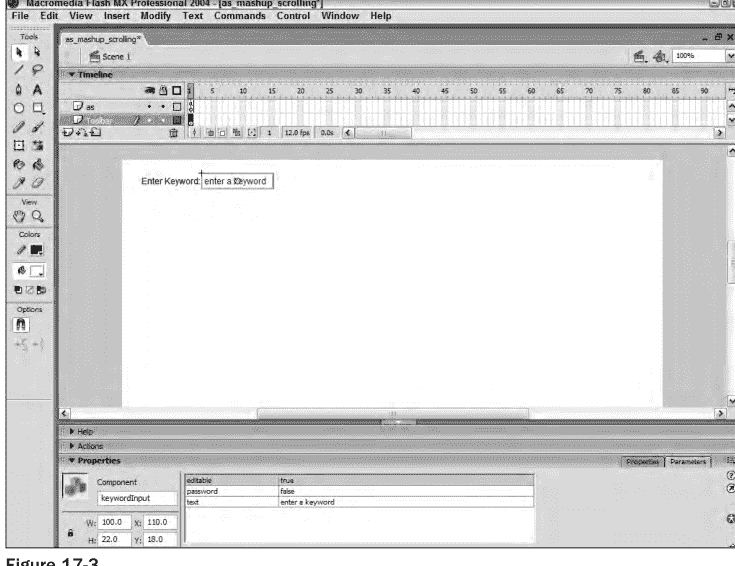 Macromedia Flash MX Professional 2004 - [as_mashup_scrolling*]
File Edit View Insert Modify Text Commands Control Window Help
Tools
as_mashup_scrolling*
Scene 1
100%
Timeline
1 5 10 15 20 25 30 35 40 45 50 55 60 65 70 75 80 85 90
as
Toolbar
1 12.0 fps 0.0s
View
Colors
Options
Enter Keyword: enter a keyword
Help
Actions
Properties
Properties Parameters
Component
keywordInput
W: 100.0 X: 110.0
H: 22.0 Y: 18.0
editable true
password false
text enter a keyword
Figure 17-3